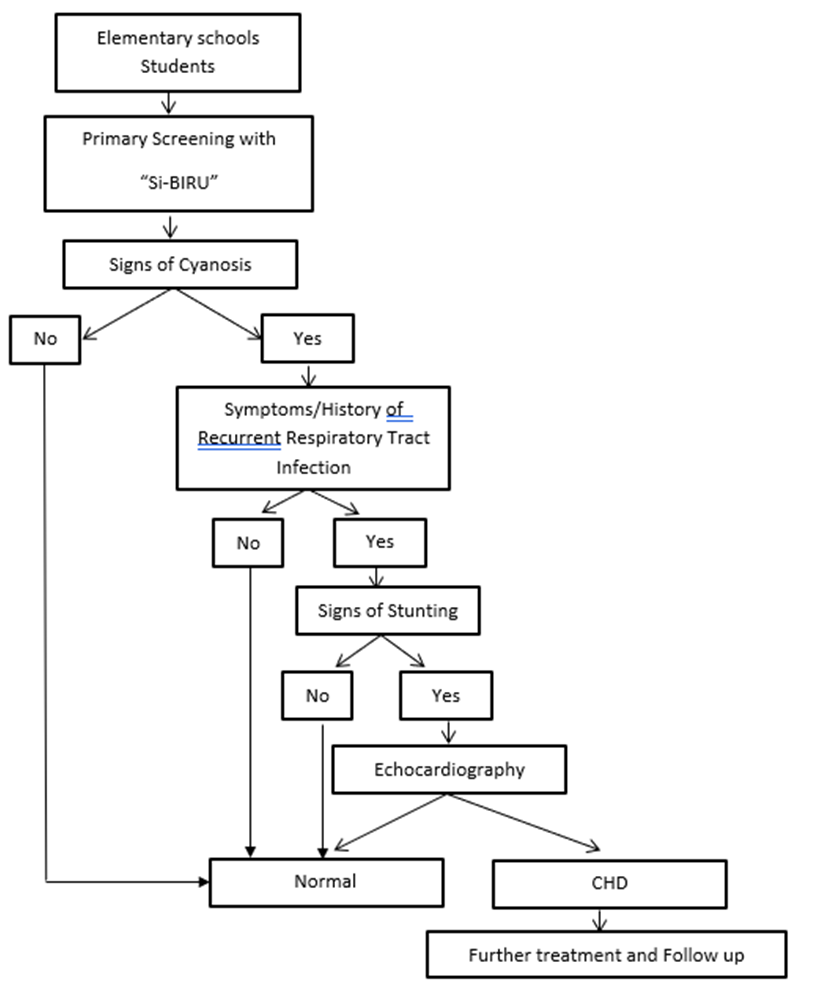 Elementary schools
Students
Primary Screening with
“Si-BIRU”
Signs of Cyanosis
No
Yes
Symptoms/History of
Recurrent Respiratory Tract
Infection
No
Yes
Signs of Stunting
No
Yes
Echocardiography
Normal
CHD
Further treatment and Follow up